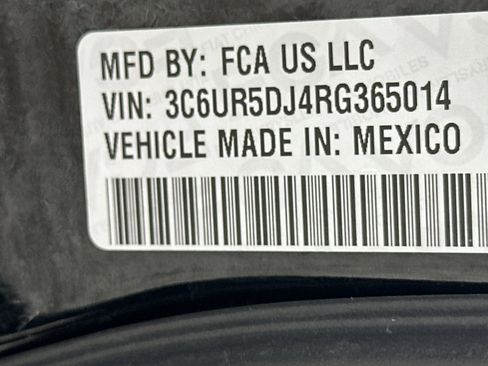 MFD BY: FCA US LLC
VIN: 3C6UR5DJ4RG365014
VEHICLE MADE IN: MEXICO